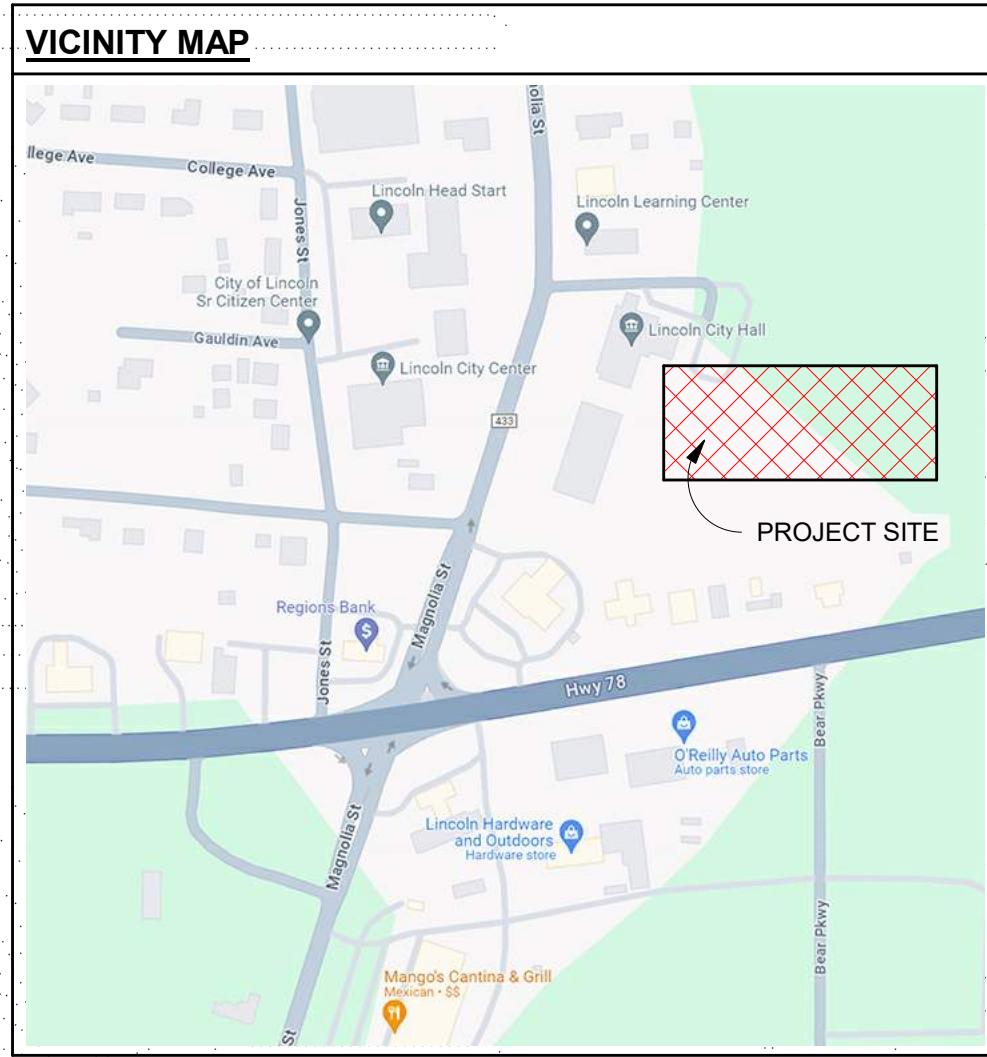 VICINITY MAP
olia St
llege Ave
College Ave
Jones St
Lincoln Head Start
Lincoln Learning Center
City of Lincoln
Sr Citizen Center
Gauldin Ave
Lincoln City Hall
Lincoln City Center
433
PROJECT SITE
Magnolia St
Regions Bank
$
Jones St
Hwy 78
Bear Pkwy
O'Reilly Auto Parts
Auto parts store
Lincoln Hardware
and Outdoors
Hardware store
Magnolia St
Bear Pkwy
Mango's Cantina & Grill
Mexican • $$
St